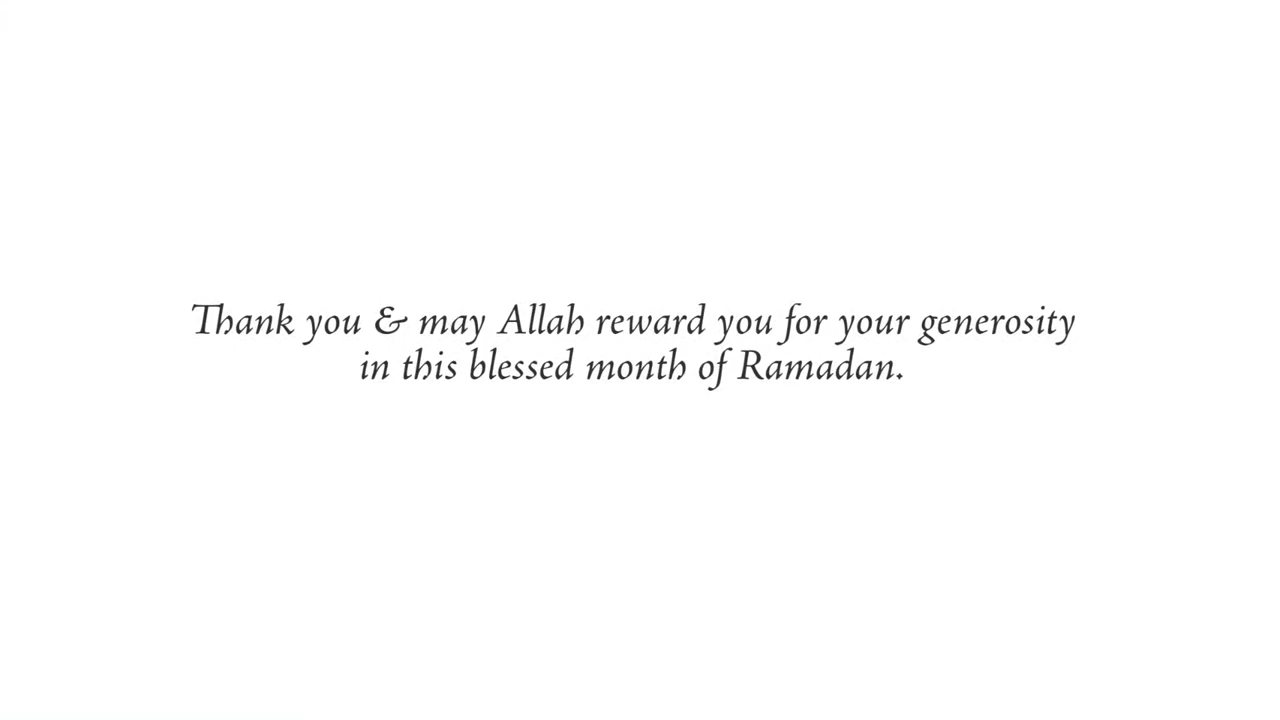 Thank you & may Allah reward you for your generosity
in this blessed month of Ramadan.